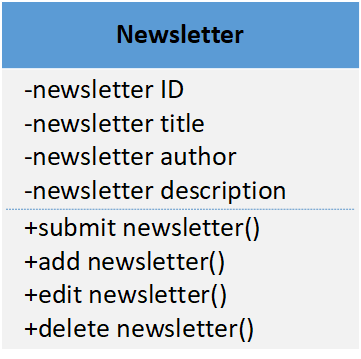 Newsletter
-newsletter ID
-newsletter title
-newsletter author
-newsletter description
+submit newsletter()
+add newsletter()
+edit newsletter()
+delete newsletter()